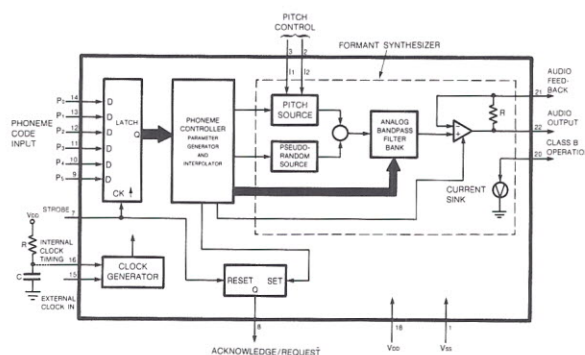 PITCH
CONTROL
FORMANT SYNTHESIZER
3 2
I1 I2
AUDIO
FEED-
BACK
21
14
13
12
11
10
9
PHONEME
CODE
INPUT
P0
P1
P2
P3
P4
P5
D
D
D
D
D
D
LATCH
Q
CK
PHONEME
CONTROLLER
PARAMETER
GENERATOR
AND
INTERPOLATOR
PITCH
SOURCE
PSEUDO-
RANDOM
SOURCE
ANALOG
BANDPASS
FILTER
BANK
R
AUDIO
OUTPUT
22
CLASS B
OPERATIO
20
CURRENT
SINK
STROBE 7
VDD
R
C
INTERNAL
CLOCK
TIMING
16
15
EXTERNAL
CLOCK IN
CLOCK
GENERATOR
RESET SET
Q
8
ACKNOWLEDGE/REQUEST
18
VDD
1
VSS